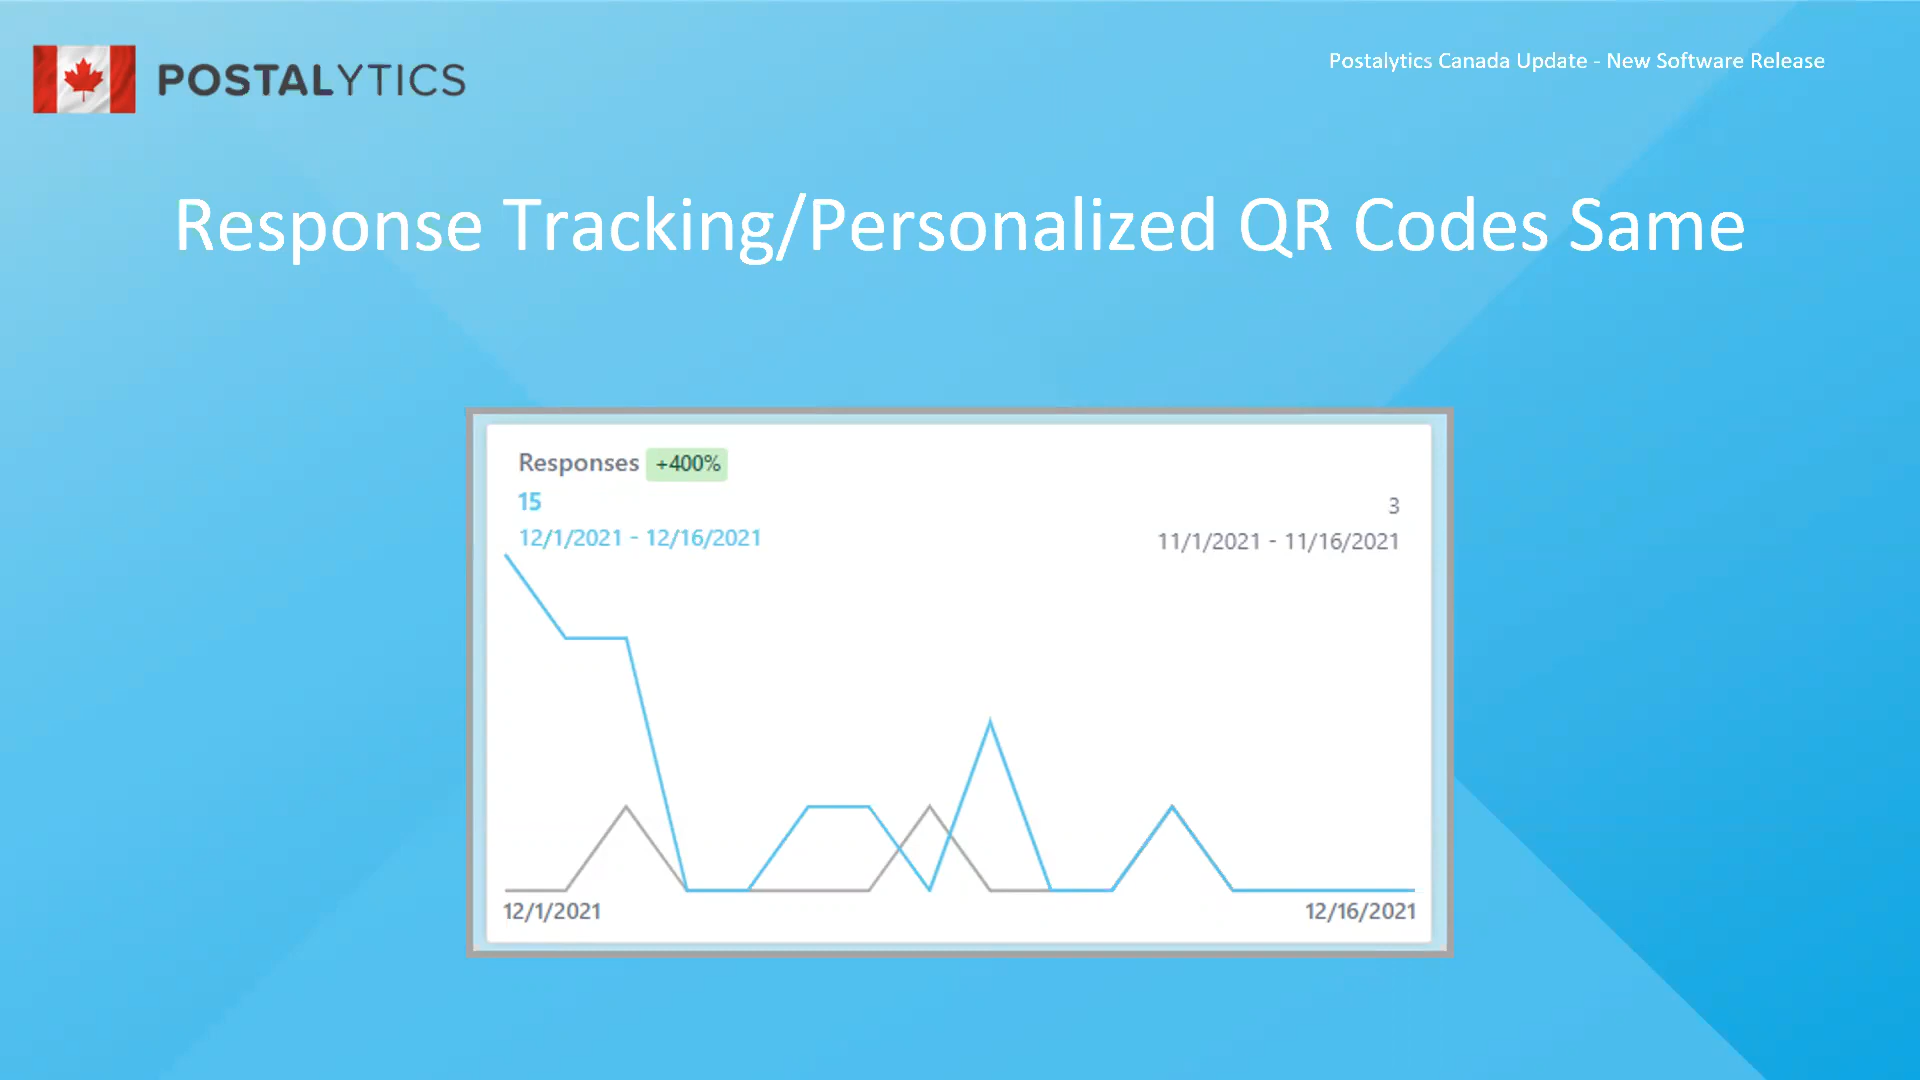 POSTALYTICS
Postalytics Canada Update - New Software Release
Response Tracking/Personalized QR Codes Same
Responses +400%
15
3
12/1/2021 - 12/16/2021
11/1/2021 - 11/16/2021
12/1/2021
12/16/2021